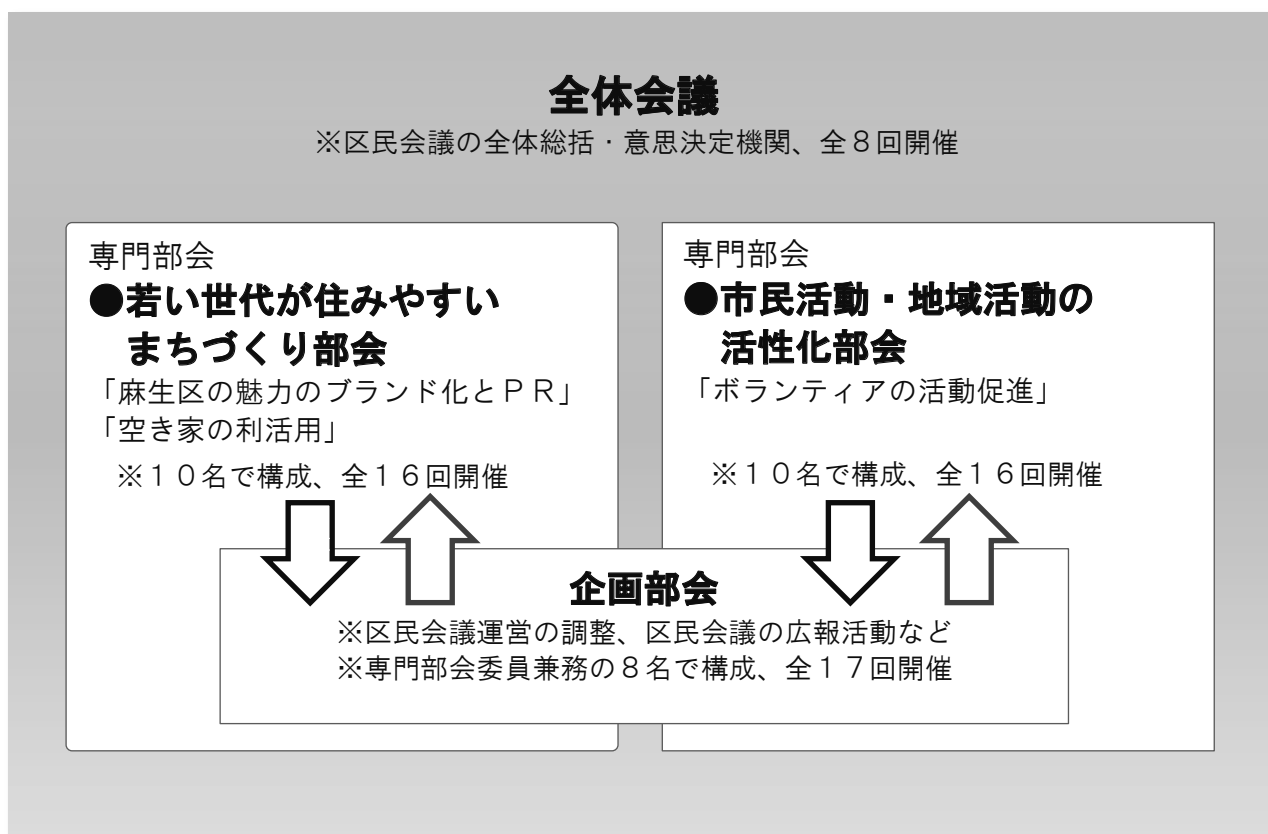 全体会議
※区民会議の全体総括・意思決定機関、全８回開催
専門部会
●若い世代が住みやすい
まちづくり部会
「麻生区の魅力のブランド化とＰＲ」
「空き家の利活用」
※１０名で構成、全１６回開催
専門部会
●市民活動・地域活動の
活性化部会
「ボランティアの活動促進」
※１０名で構成、全１６回開催
企画部会
※区民会議運営の調整、区民会議の広報活動など
※専門部会委員兼務の８名で構成、全１７回開催